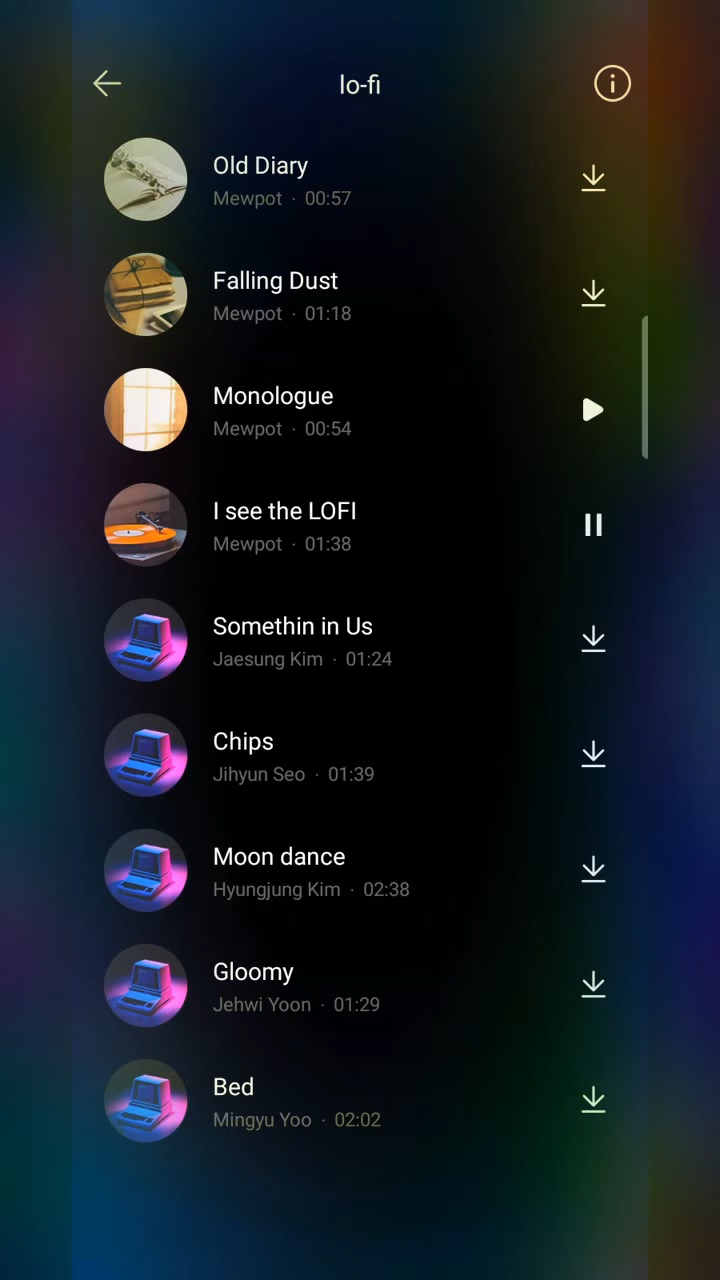 lo-fi
Old Diary
Mewpot · 00:57
Falling Dust
Mewpot · 01:18
Monologue
Mewpot · 00:54
I see the LOFI
Mewpot · 01:38
Somethin in Us
Jaesung Kim · 01:24
Chips
Jihyun Seo · 01:39
Moon dance
Hyungjung Kim · 02:38
Gloomy
Jehwi Yoon · 01:29
Bed
Mingyu Yoo · 02:02